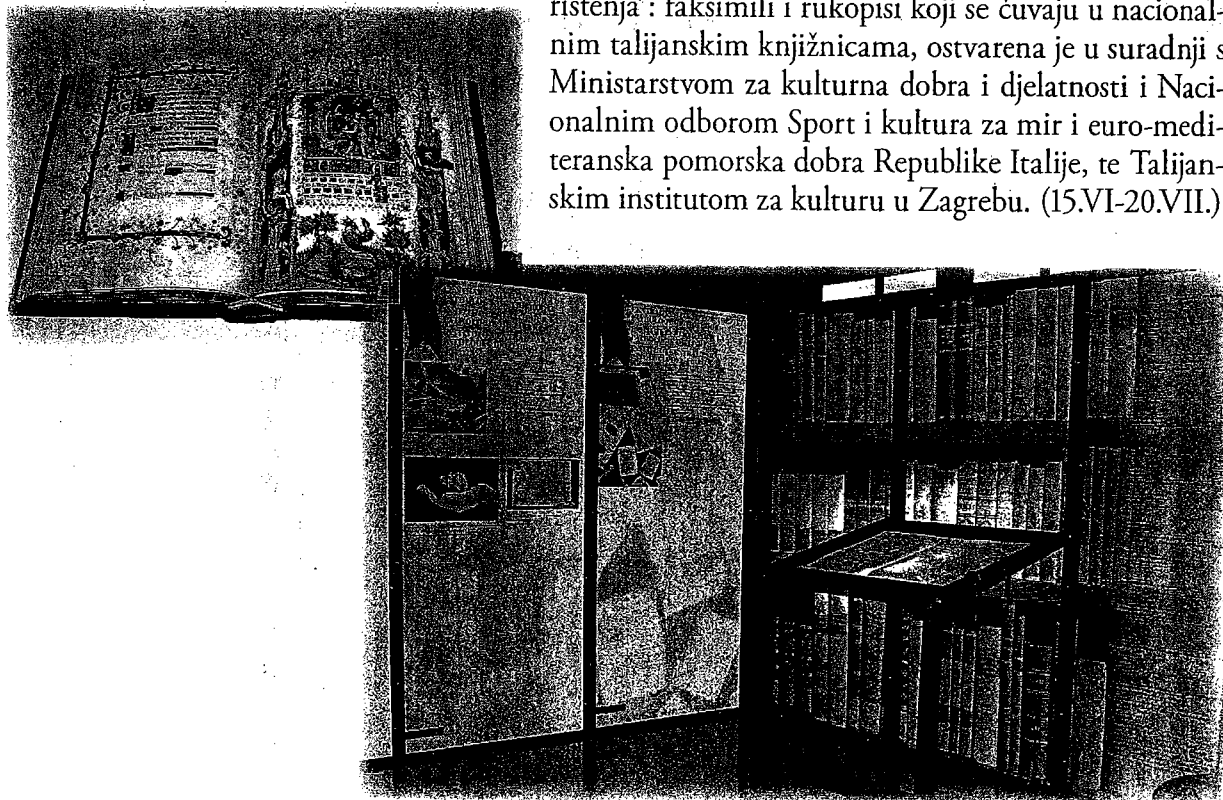 rištenja : faksimili i rukopisi koji se čuvaju u nacional-
nim talijanskim knjižnicama, ostvarena je u suradnji s
Ministarstvom za kulturna dobra i djelatnosti i Naci-
onalnim odborom Sport i kultura za mir i euro-medi-
teranska pomorska dobra Republike Italije, te Talijan-
skim institutom za kulturu u Zagrebu. (15.VI-20.VII.)